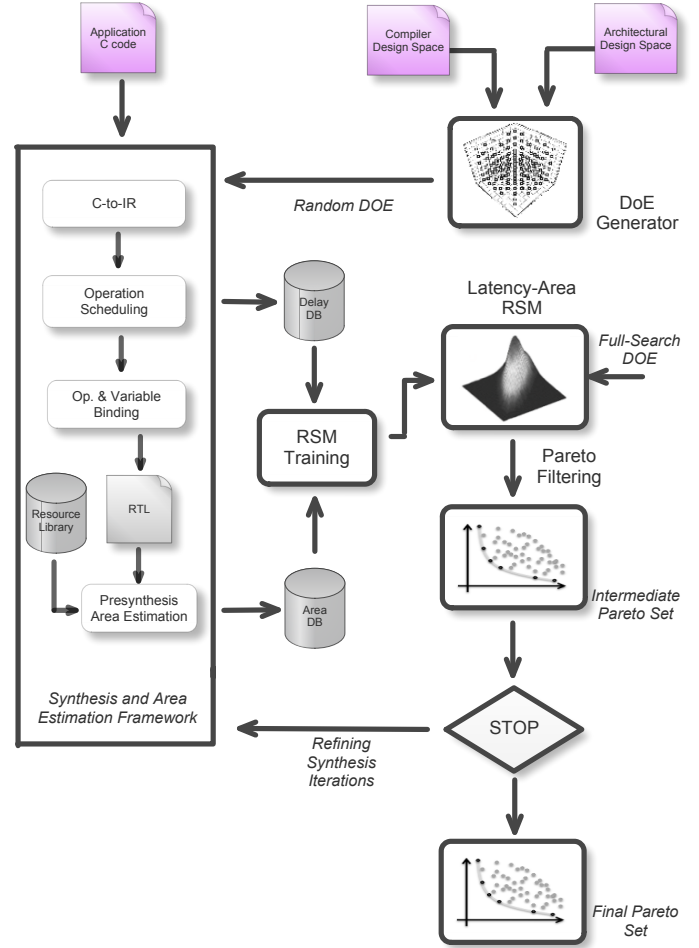 Application
C code
Compiler
Design Space
Architectural
Design Space
DoE
Generator
Random DOE
C-to-IR
Operation
Scheduling
Op. & Variable
Binding
Resource
Library
RTL
Presynthesis
Area Estimation
Synthesis and Area
Estimation Framework
Delay
DB
RSM
Training
Area
DB
Latency-Area
RSM
Full-Search
DOE
Pareto
Filtering
Intermediate
Pareto Set
STOP
Refining
Synthesis
Iterations
Final Pareto
Set